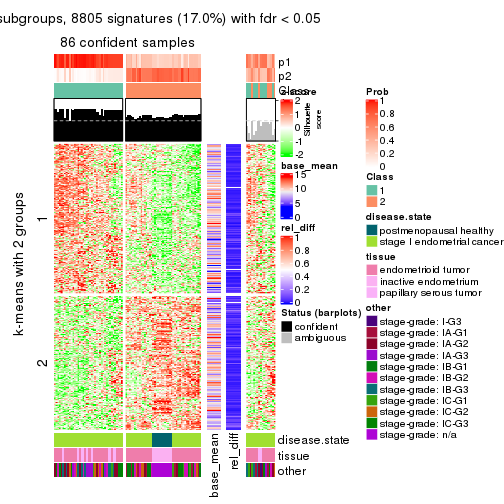 subgroups, 8805 signatures (17.0%) with fdr < 0.05
86 confident samples
p1
p2
Class
Silhouette
score
z-score
2
1
0
-1
-2
base_mean
15
10
5
0
rel_diff
1
0.8
0.6
0.4
0.2
0
Status (barplots)
confident
ambiguous
Prob
1
0.8
0.6
0.4
0.2
0
Class
1
2
disease.state
postmenopausal healthy
stage I endometrial cancer
tissue
endometrioid tumor
inactive endometrium
papillary serous tumor
other
stage-grade: I-G3
stage-grade: IA-G1
stage-grade: IA-G2
stage-grade: IA-G3
stage-grade: IB-G1
stage-grade: IB-G2
stage-grade: IB-G3
stage-grade: IC-G1
stage-grade: IC-G2
stage-grade: IC-G3
stage-grade: n/a
k-means with 2 groups
1
2
disease.state
tissue
other
base_mean
rel_diff